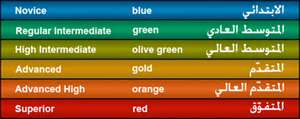 Novice blue الابتدائي
Regular Intermediate green المتوسط العادي
High Intermediate olive green المتوسط العالي
Advanced gold المتقدّم
Advanced High orange المتقدّم العالي
Superior red المتفوّق